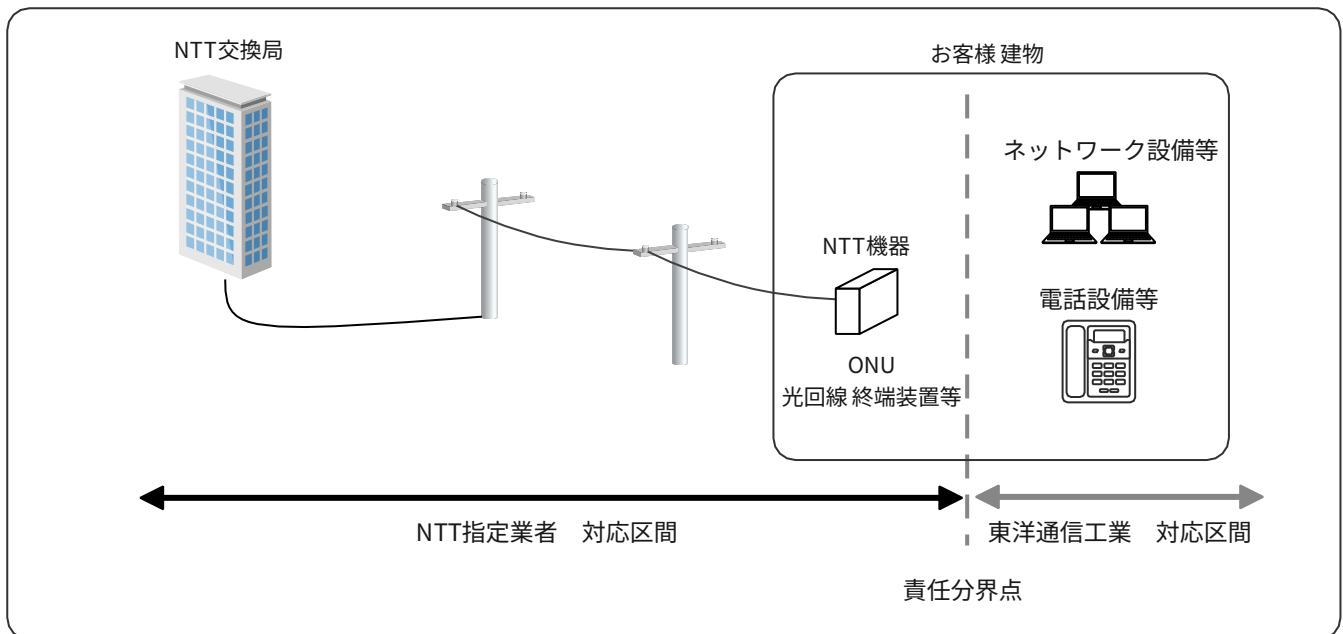 NTT交換局
お客様 建物
ネットワーク設備等
NTT機器
電話設備等
ONU
光回線 終端装置等
NTT指定業者　対応区間
東洋通信工業　対応区間
責任分界点